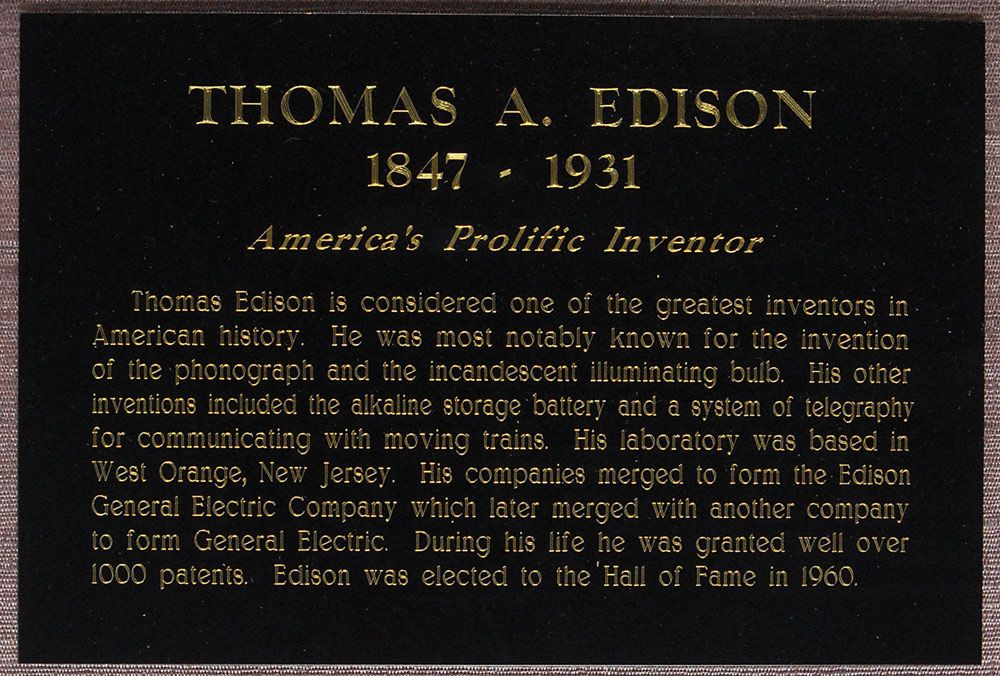 THOMAS A. EDISON
1847 - 1931
America's Prolific Inventor
Thomas Edison is considered one of the greatest inventors in
American history. He was most notably known for the invention
of the phonograph and the incandescent illuminating bulb. His other
inventions included the alkaline storage battery and a system of telegraphy
for communicating with moving trains. His laboratory was based in
West Orange, New Jersey. His companies merged to form the Edison
General Electric Company which later merged with another company
to form General Electric. During his life he was granted well over
1000 patents. Edison was elected to the Hall of Fame in 1960.